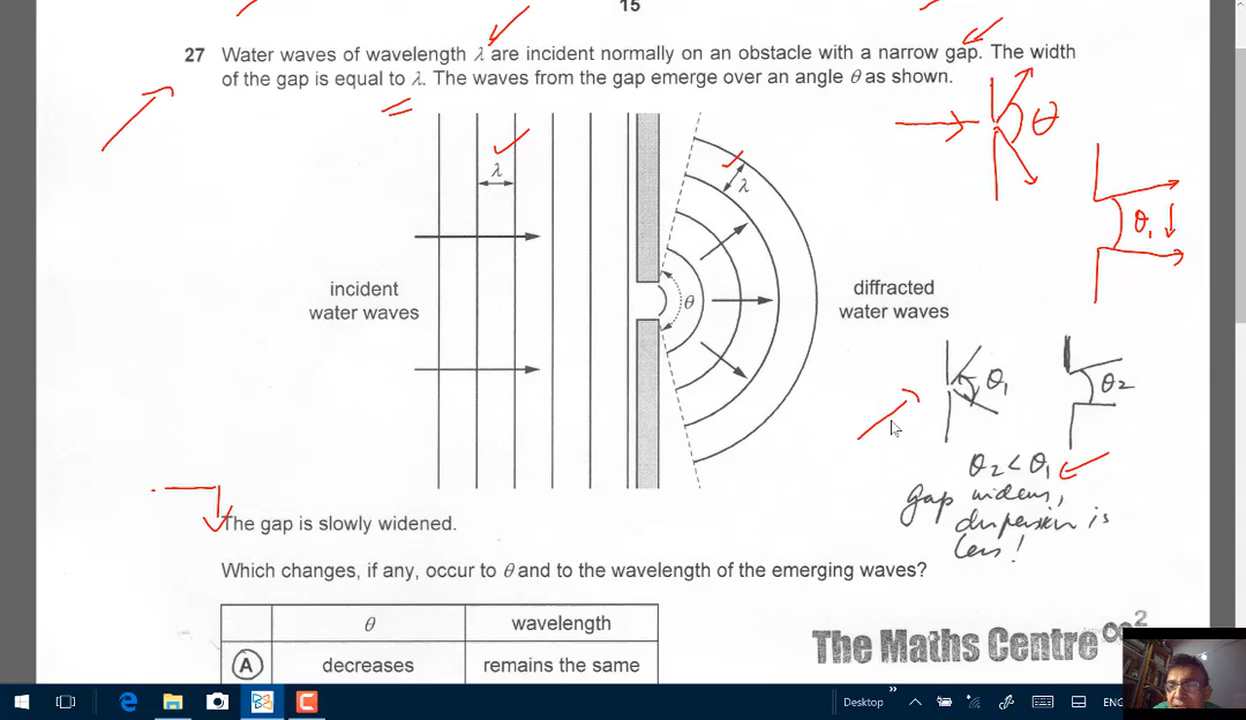 15
27 Water waves of wavelength λ are incident normally on an obstacle with a narrow gap. The width
of the gap is equal to λ. The waves from the gap emerge over an angle θ as shown.
θ
θ₁ ↓
λ
λ
incident
water waves
θ
diffracted
water waves
θ₁
θ₂
θ₂ < θ₁
gap widens,
dispersion is
less!
The gap is slowly widened.
Which changes, if any, occur to θ and to the wavelength of the emerging waves?
θ wavelength
A decreases remains the same
The Maths Centre ∞²
Desktop
ENG